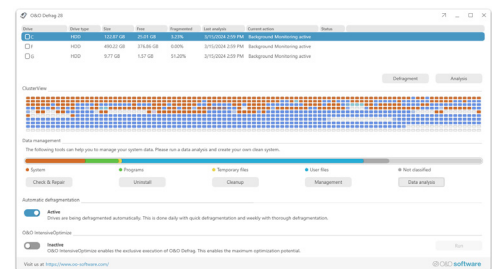 O&O Defrag 28
Drive Drive type Size Free Fragmented Last analysis Current action Status
C HDD 122.87 GB 25.01 GB 3.23% 3/15/2024 2:59 PM Background Monitoring active
F HDD 400.22 GB 376.86 GB 0.00% 3/15/2024 2:59 PM Background Monitoring active
G HDD 9.77 GB 1.57 GB 51.20% 3/15/2024 2:59 PM Background Monitoring active
Defragment Analysis
ClusterView
Data management
The following tools can help you to manage your system data. Please run a data analysis and create your own clean system.
System Programs Temporary files User files Not classified
Check & Repair Uninstall Cleanup Management Data analysis
Automatic defragmentation
Active
Drives are being defragmented automatically. This is done daily with quick defragmentation and weekly with thorough defragmentation.
O&O IntensiveOptimize
Inactive
O&O IntensiveOptimize enables the exclusive execution of O&O Defrag. This enables the maximum optimization potential.
Run
Visit us at: https://www.oo-software.com/
O&O software